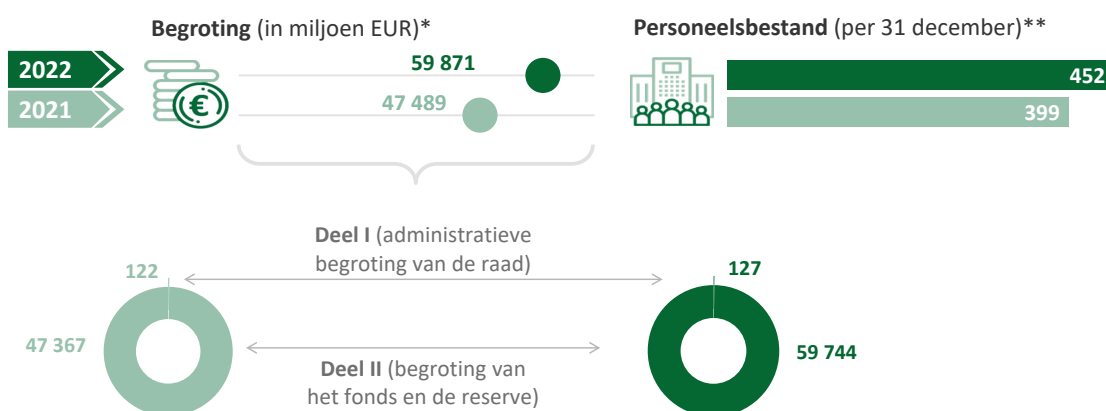 Begroting (in miljoen EUR)*
Personeelsbestand (per 31 december)**
2022
59 871
452
2021
47 489
399
€
Deel I (administratieve
begroting van de raad)
122
127
47 367
59 744
Deel II (begroting van
het fonds en de reserve)